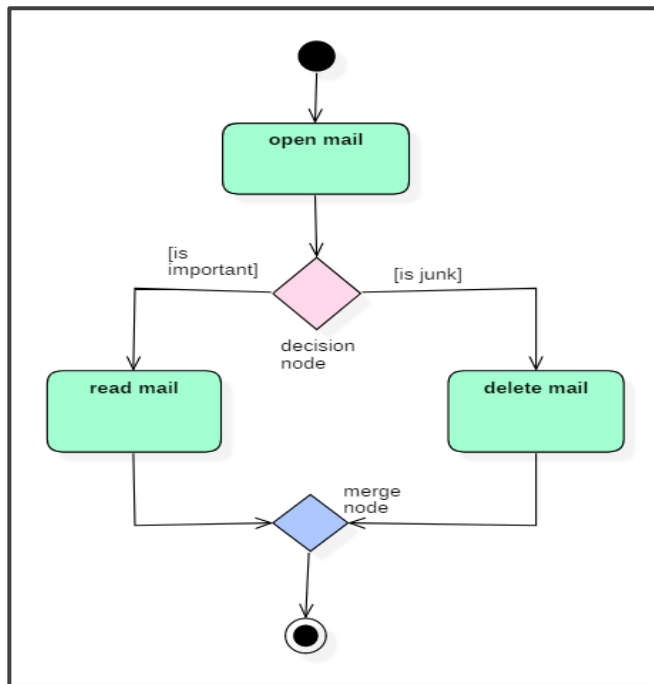 open mail
[is
important]
[is junk]
decision
node
read mail
delete mail
merge
node